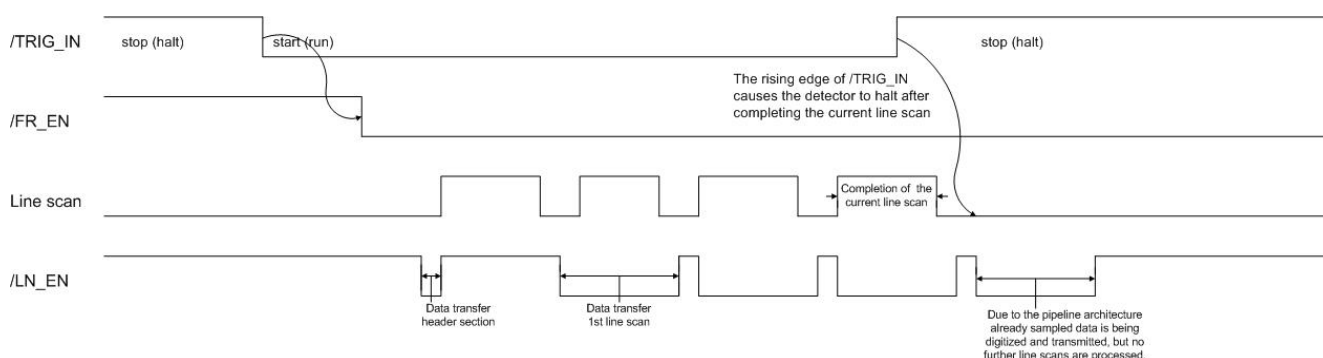 /TRIG_IN
stop (halt)
start (run)
stop (halt)
The rising edge of /TRIG_IN
causes the detector to halt after
completing the current line scan
/FR_EN
Line scan
Completion of the
current line scan
/LN_EN
Data transfer
header section
Data transfer
1st line scan
Due to the pipeline architecture
already sampled data is being
digitized and transmitted, but no
further line scans are processed.